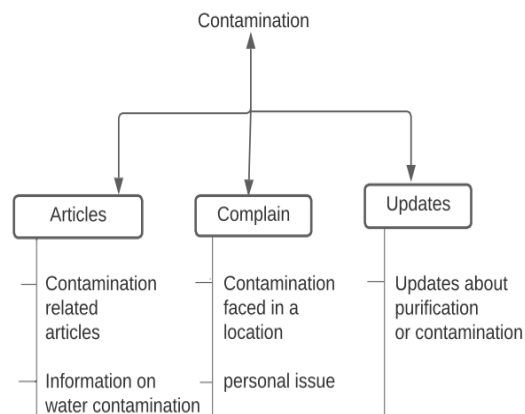 Contamination
Articles
Complain
Updates
Contamination
related
articles
Information on
water contamination
Contamination
faced in a
location
personal issue
Updates about
purification
or contamination